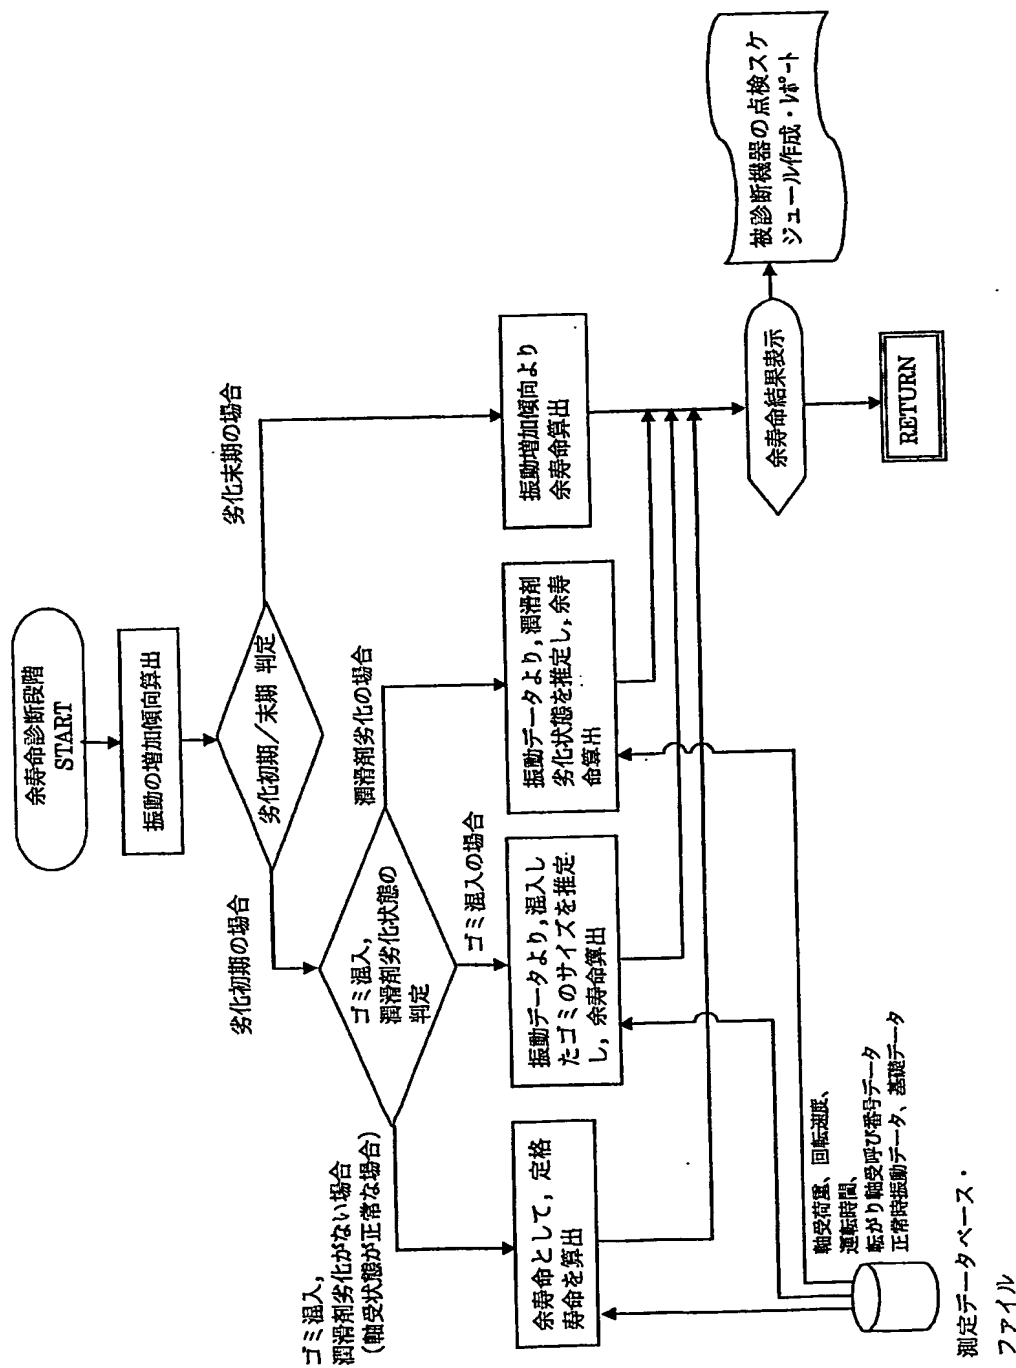 余寿命診断段階
START
振動の増加傾向算出
劣化初期／末期 判定
劣化初期の場合
劣化末期の場合
ゴミ混入,
潤滑剤劣化状態の
判定
ゴミ混入,
潤滑剤劣化がない場合
(軸受状態が正常な場合)
ゴミ混入の場合
潤滑剤劣化の場合
余寿命として, 定格
寿命を算出
振動データより, 混入し
たゴミのサイズを推定
し, 余寿命算出
振動データより, 潤滑剤
劣化状態を推定し, 余寿
命算出
振動増加傾向より
余寿命算出
軸受荷重、回転速度、
運転時間、
転がり軸受呼び番号データ
正常時振動データ、基礎データ
測定データベース・
ファイル
余寿命結果表示
被診断機器の点検スケ
ジュール作成・レポート
RETURN